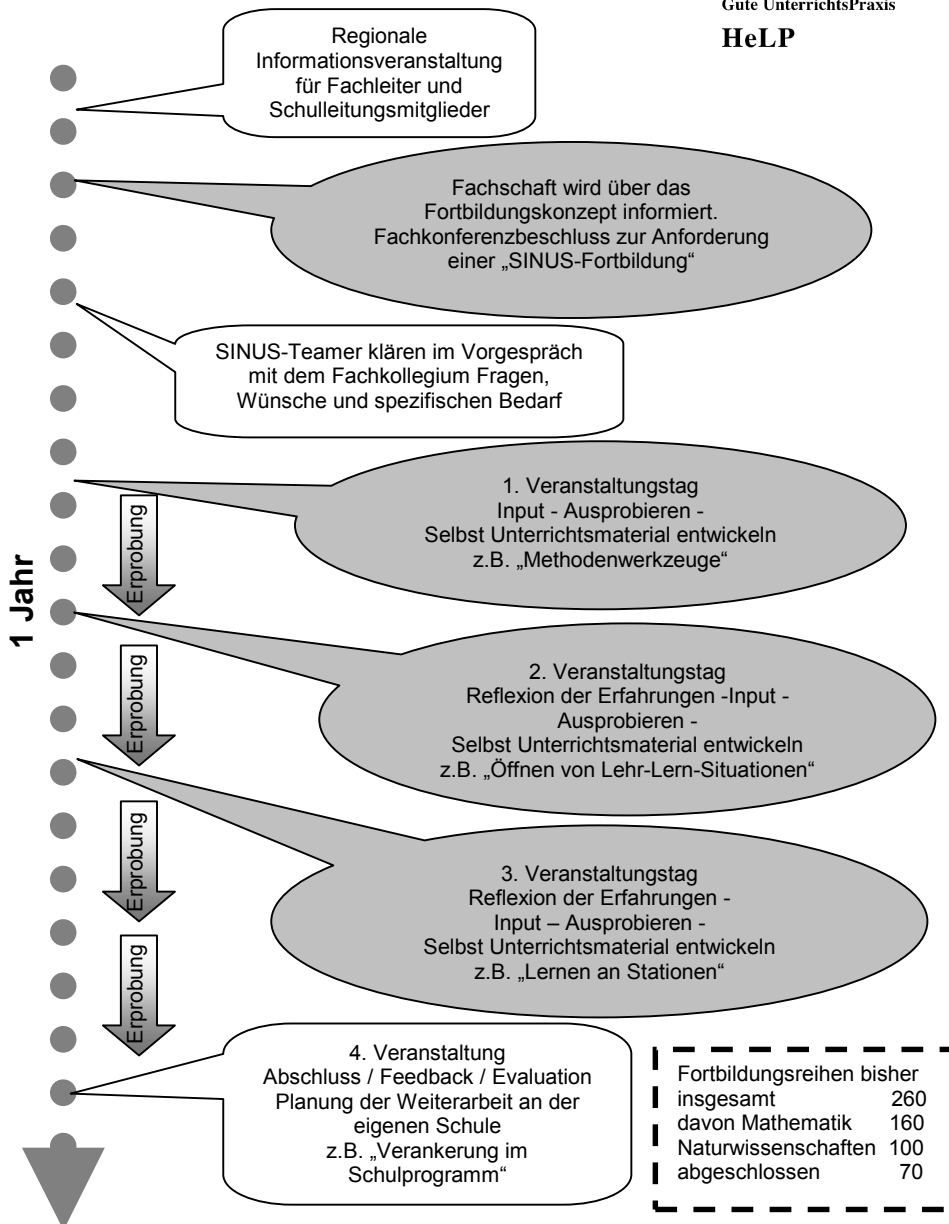 Gute UnterrichtsPraxis
HeLP
Regionale
Informationsveranstaltung
für Fachleiter und
Schulleitungsmitglieder
Fachschaft wird über das
Fortbildungskonzept informiert.
Fachkonferenzbeschluss zur Anforderung
einer „SINUS-Fortbildung“
SINUS-Teamer klären im Vorgespräch
mit dem Fachkollegium Fragen,
Wünsche und spezifischen Bedarf
1. Veranstaltungstag
Input - Ausprobieren -
Selbst Unterrichtsmaterial entwickeln
z.B. „Methodenwerkzeuge“
Erprobung
1 Jahr
2. Veranstaltungstag
Reflexion der Erfahrungen -Input -
Ausprobieren -
Selbst Unterrichtsmaterial entwickeln
z.B. „Öffnen von Lehr-Lern-Situationen“
Erprobung
3. Veranstaltungstag
Reflexion der Erfahrungen -
Input – Ausprobieren -
Selbst Unterrichtsmaterial entwickeln
z.B. „Lernen an Stationen“
Erprobung
Erprobung
4. Veranstaltung
Abschluss / Feedback / Evaluation
Planung der Weiterarbeit an der
eigenen Schule
z.B. „Verankerung im
Schulprogramm“
Fortbildungsreihen bisher
insgesamt 260
davon Mathematik 160
Naturwissenschaften 100
abgeschlossen 70